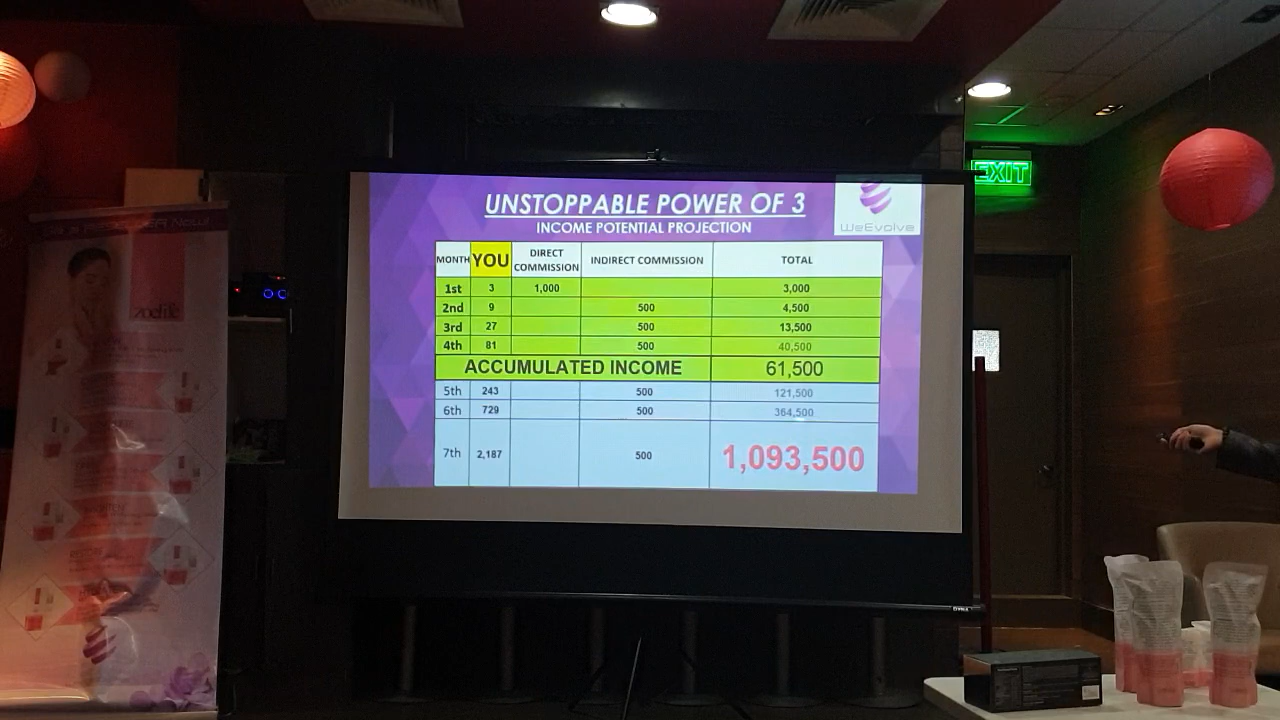 UNSTOPPABLE POWER OF 3
INCOME POTENTIAL PROJECTION
WeEvolve
MONTH YOU DIRECT COMMISSION INDIRECT COMMISSION TOTAL
1st 3 1,000 3,000
2nd 9 500 4,500
3rd 27 500 13,500
4th 81 500 40,500
ACCUMULATED INCOME 61,500
5th 243 500 121,500
6th 729 500 364,500
7th 2,187 500 1,093,500
EXIT
zoelife